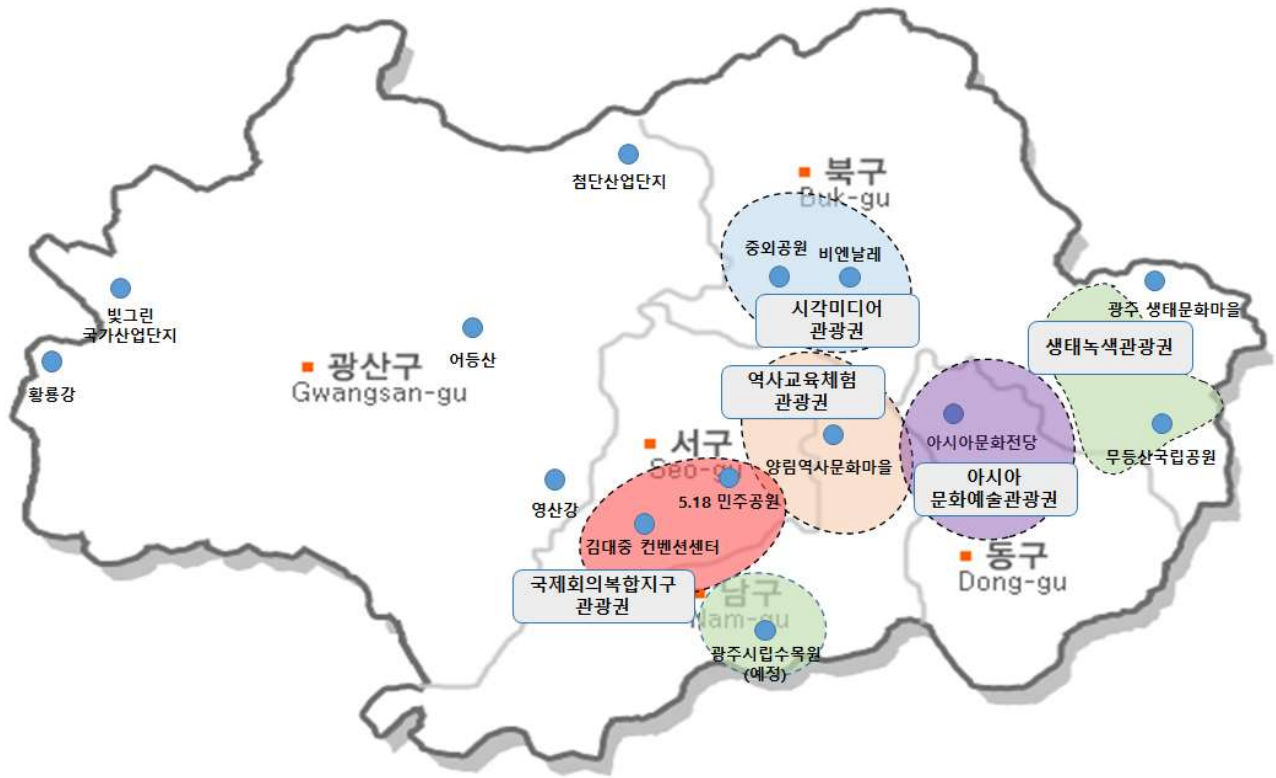 북구
Buk-gu
첨단산업단지
중외공원
비엔날레
시각미디어
관광권
빛그린
국가산업단지
황룡강
어등산
광산구
Gwangsan-gu
광주 생태문화마을
생태녹색관광권
무등산국립공원
역사교육체험
관광권
양림역사문화마을
아시아문화전당
아시아
문화예술관광권
서구
Seo-gu
5.18 민주공원
영산강
김대중 컨벤션센터
국제회의복합지구
관광권
남구
Nam-gu
동구
Dong-gu
광주시립수목원
(예정)